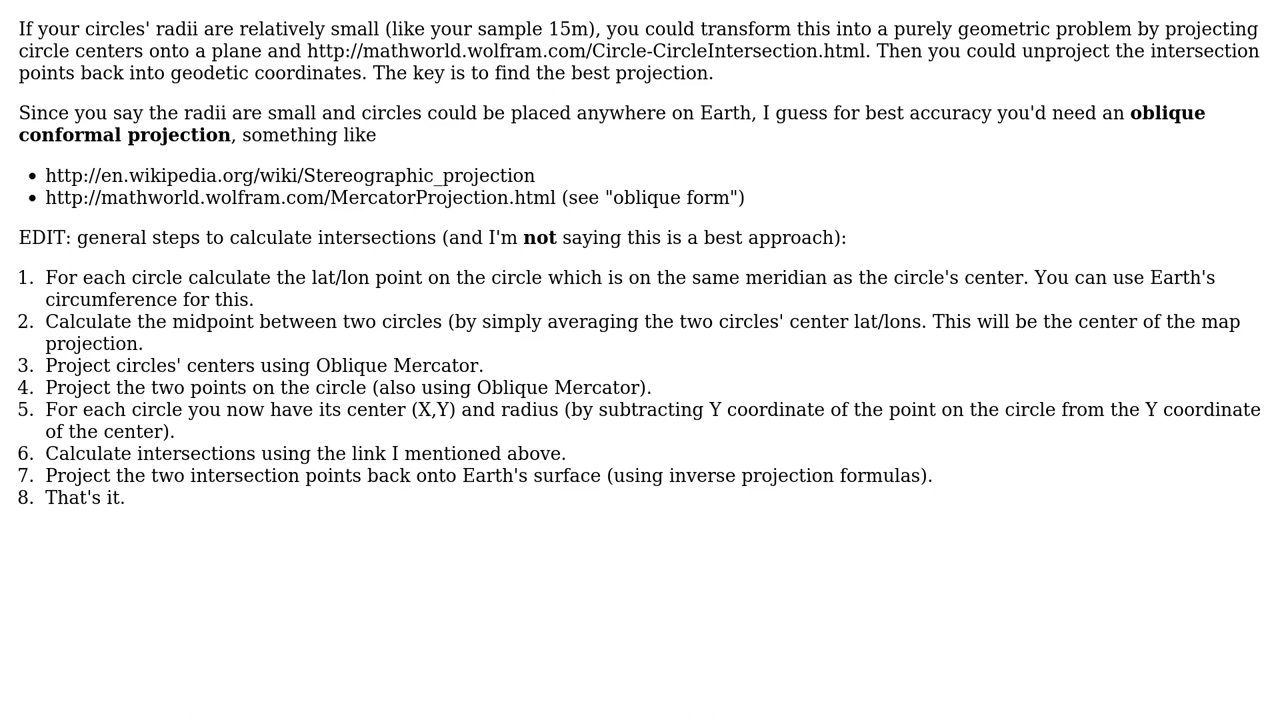 If your circles' radii are relatively small (like your sample 15m), you could transform this into a purely geometric problem by projecting
circle centers onto a plane and http://mathworld.wolfram.com/Circle-CircleIntersection.html. Then you could unproject the intersection
points back into geodetic coordinates. The key is to find the best projection.
Since you say the radii are small and circles could be placed anywhere on Earth, I guess for best accuracy you'd need an oblique
conformal projection, something like
• http://en.wikipedia.org/wiki/Stereographic_projection
• http://mathworld.wolfram.com/MercatorProjection.html (see "oblique form")
EDIT: general steps to calculate intersections (and I'm not saying this is a best approach):
1. For each circle calculate the lat/lon point on the circle which is on the same meridian as the circle's center. You can use Earth's
circumference for this.
2. Calculate the midpoint between two circles (by simply averaging the two circles' center lat/lons. This will be the center of the map
projection.
3. Project circles' centers using Oblique Mercator.
4. Project the two points on the circle (also using Oblique Mercator).
5. For each circle you now have its center (X,Y) and radius (by subtracting Y coordinate of the point on the circle from the Y coordinate
of the center).
6. Calculate intersections using the link I mentioned above.
7. Project the two intersection points back onto Earth's surface (using inverse projection formulas).
8. That's it.